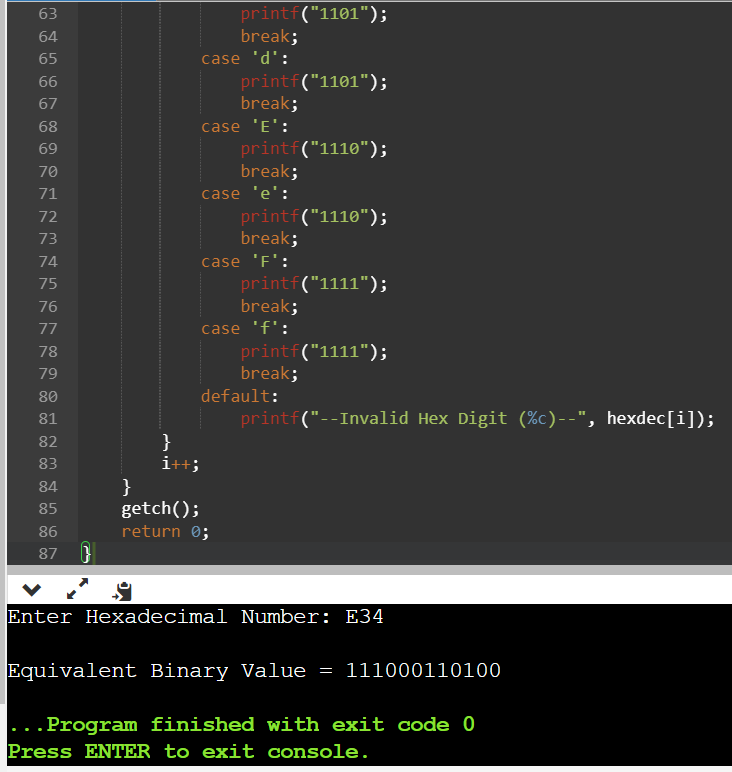 63 printf("1101");
64 break;
65 case 'd':
66 printf("1101");
67 break;
68 case 'E':
69 printf("1110");
70 break;
71 case 'e':
72 printf("1110");
73 break;
74 case 'F':
75 printf("1111");
76 break;
77 case 'f':
78 printf("1111");
79 break;
80 default:
81 printf("--Invalid Hex Digit (%c)--", hexdec[i]);
82 }
83 i++;
84 }
85 getch();
86 return 0;
87 }
Enter Hexadecimal Number: E34
Equivalent Binary Value = 111000110100
...Program finished with exit code 0
Press ENTER to exit console.